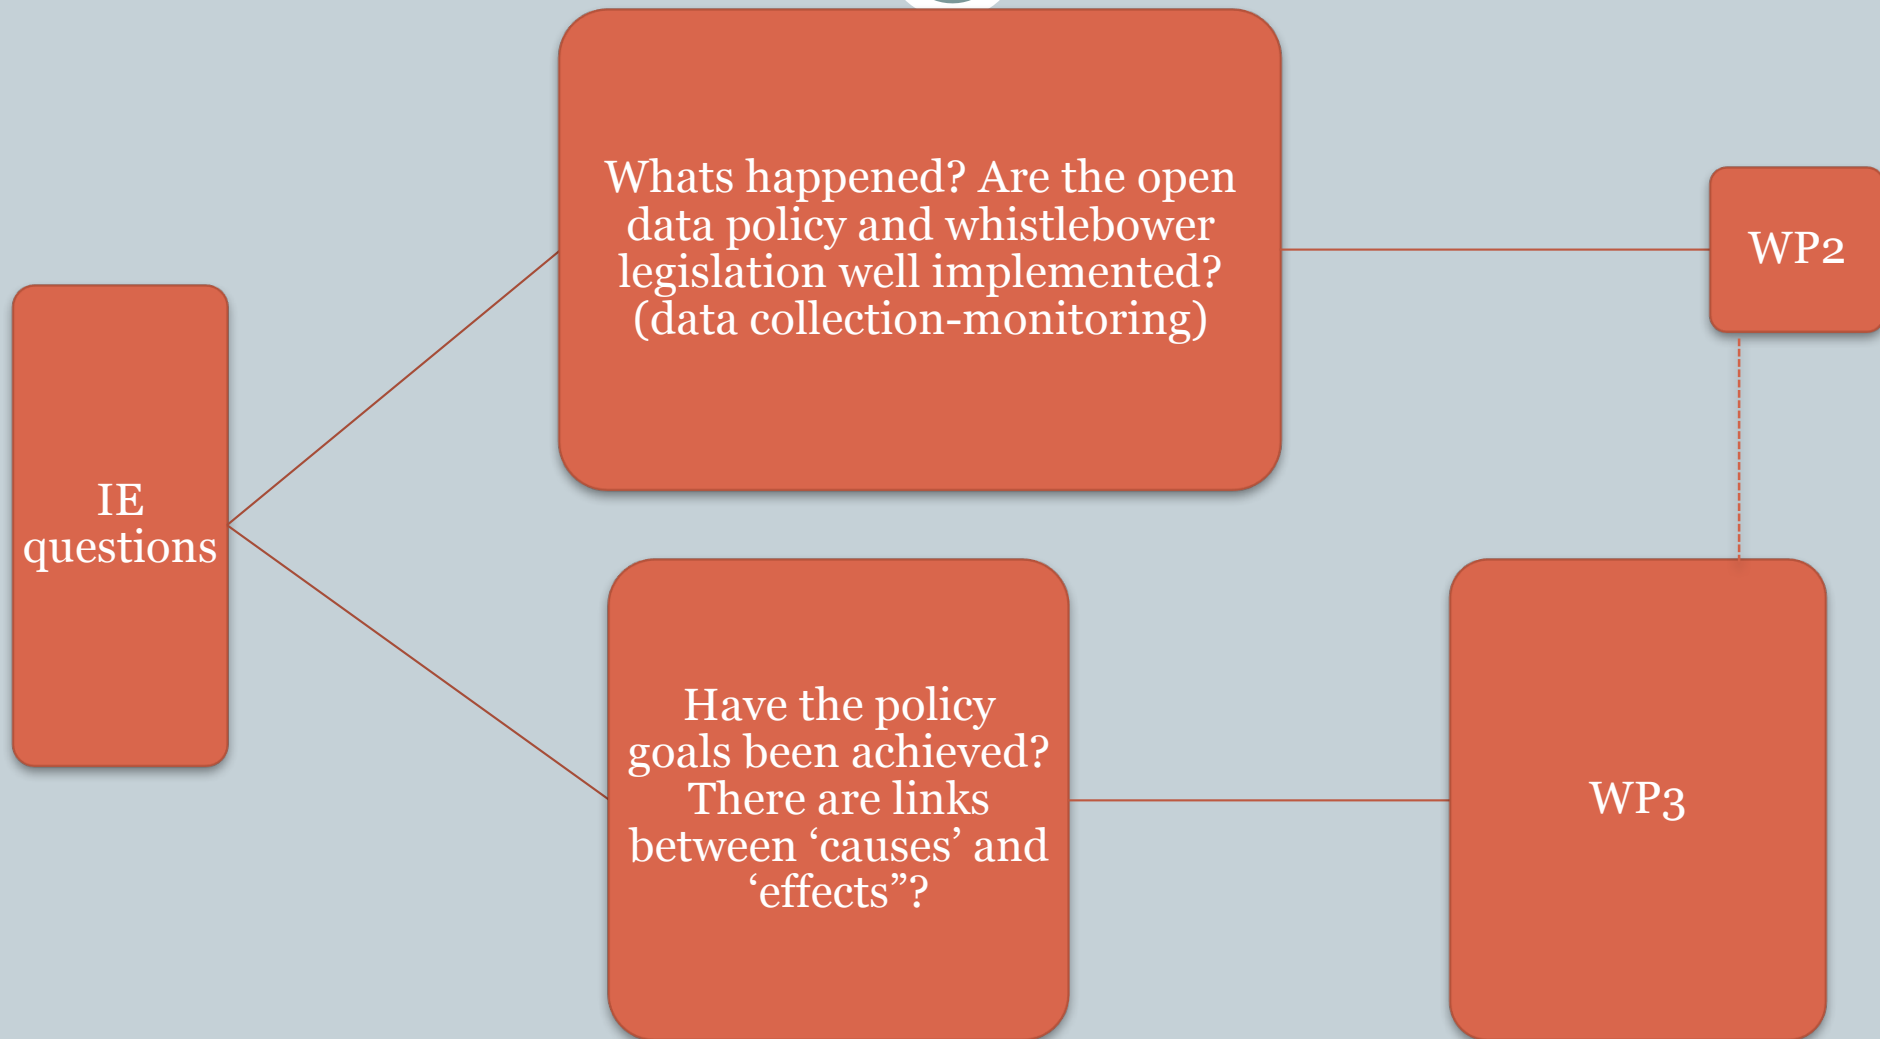 IE
questions
Whats happened? Are the open
data policy and whistlebower
legislation well implemented?
(data collection-monitoring)
WP2
Have the policy
goals been achieved?
There are links
between ‘causes’ and
‘effects”?
WP3